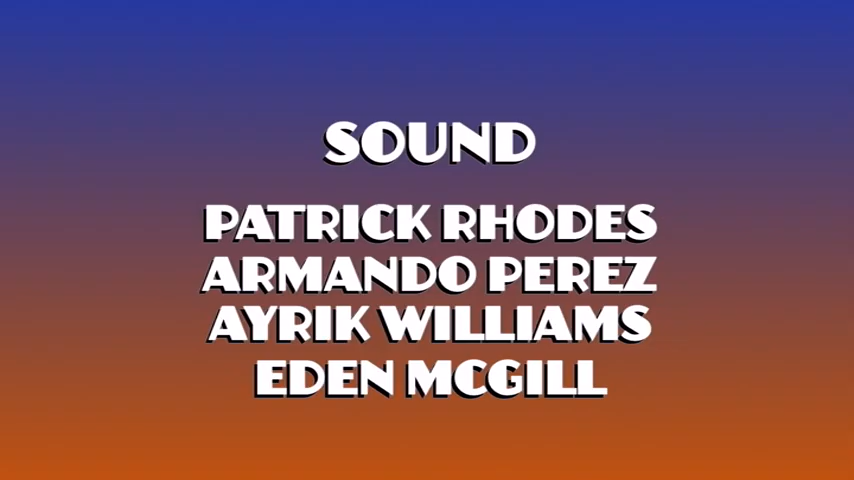 SOUND
PATRICK RHODES
ARMANDO PEREZ
AYRIK WILLIAMS
EDEN MCGILL